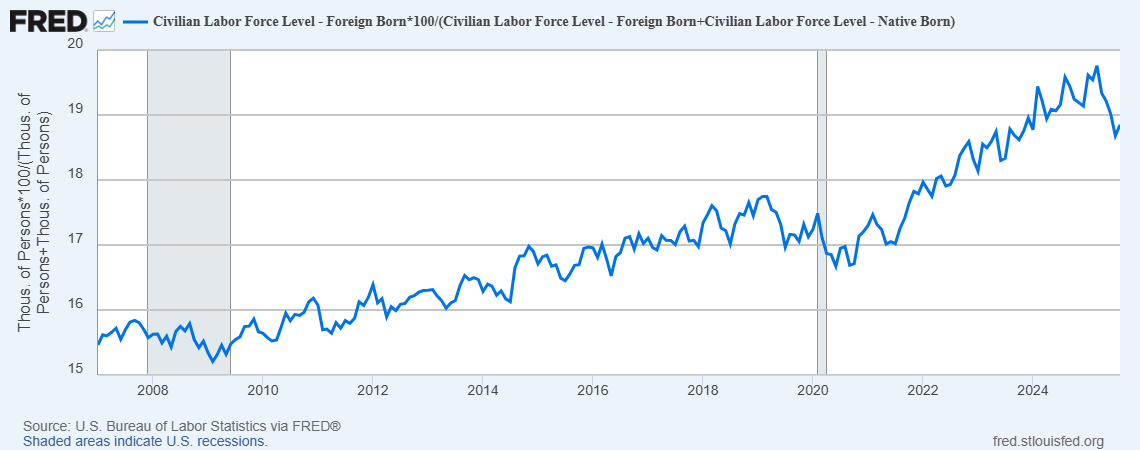 FRED
Civilian Labor Force Level - Foreign Born*100/(Civilian Labor Force Level - Foreign Born+Civilian Labor Force Level - Native Born)
Thous. of Persons*100/(Thous. of
Persons+Thous. of Persons)
20
19
18
17
16
15
2008 2010 2012 2014 2016 2018 2020 2022 2024
Source: U.S. Bureau of Labor Statistics via FRED®
Shaded areas indicate U.S. recessions.
fred.stlouisfed.org